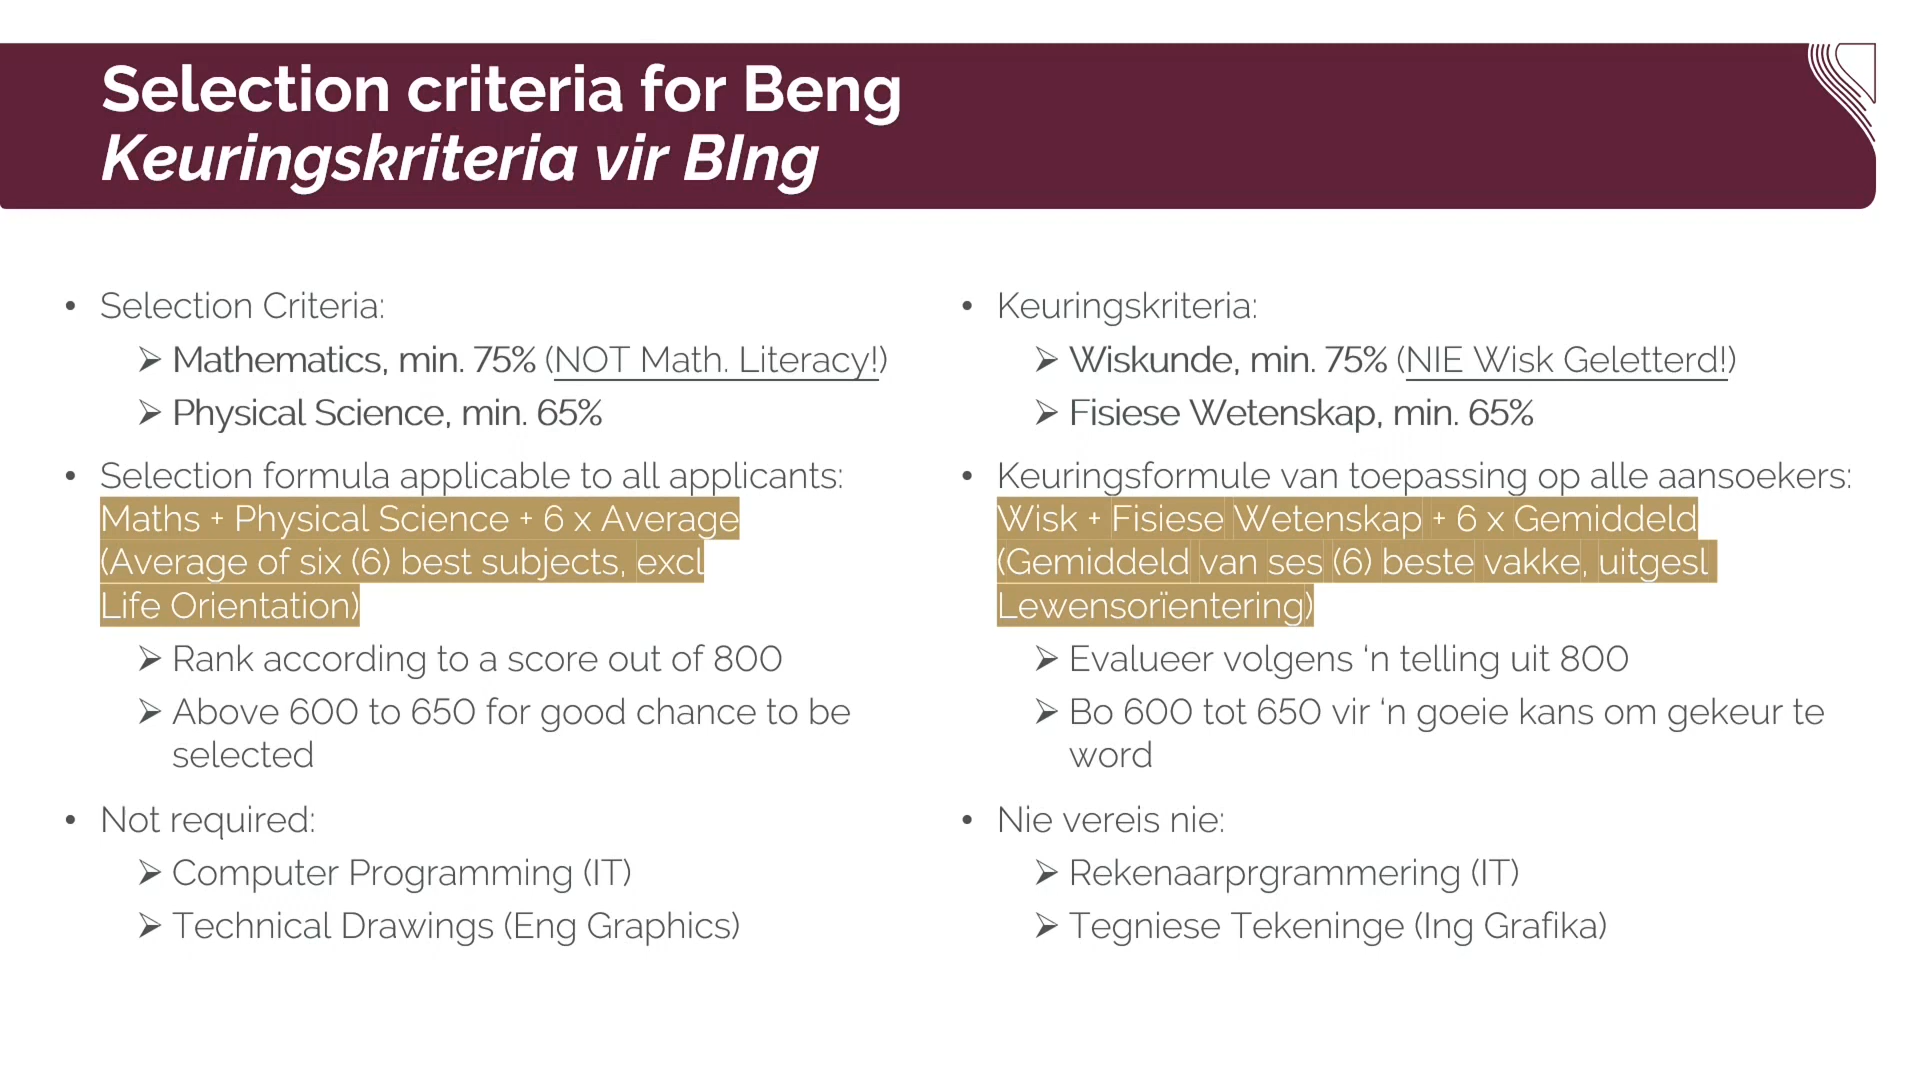 Selection criteria for Beng
Keuringskriteria vir BIng
• Selection Criteria:
➢ Mathematics, min. 75% (NOT Math. Literacy!)
➢ Physical Science, min. 65%
• Selection formula applicable to all applicants:
Maths + Physical Science + 6 x Average
(Average of six (6) best subjects, excl
Life Orientation)
➢ Rank according to a score out of 800
➢ Above 600 to 650 for good chance to be
selected
• Not required:
➢ Computer Programming (IT)
➢ Technical Drawings (Eng Graphics)
• Keuringskriteria:
➢ Wiskunde, min. 75% (NIE Wisk Geletterd!)
➢ Fisiese Wetenskap, min. 65%
• Keuringsformule van toepassing op alle aansoekers:
Wisk + Fisiese Wetenskap + 6 x Gemiddeld
(Gemiddeld van ses (6) beste vakke, uitgesl
Lewensorïentering)
➢ Evalueer volgens ‘n telling uit 800
➢ Bo 600 tot 650 vir ‘n goeie kans om gekeur te
word
• Nie vereis nie:
➢ Rekenaarprgrammering (IT)
➢ Tegniese Tekeninge (Ing Grafika)